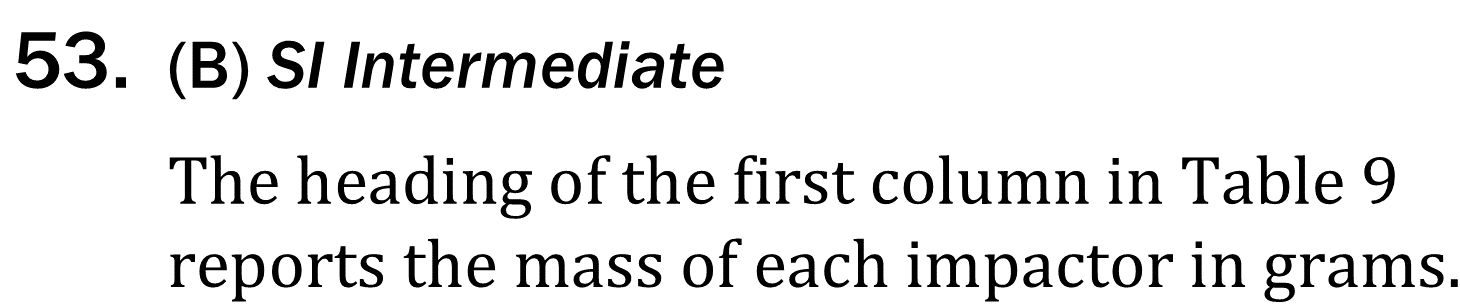 53. (B) SI Intermediate
The heading of the first column in Table 9
reports the mass of each impactor in grams.